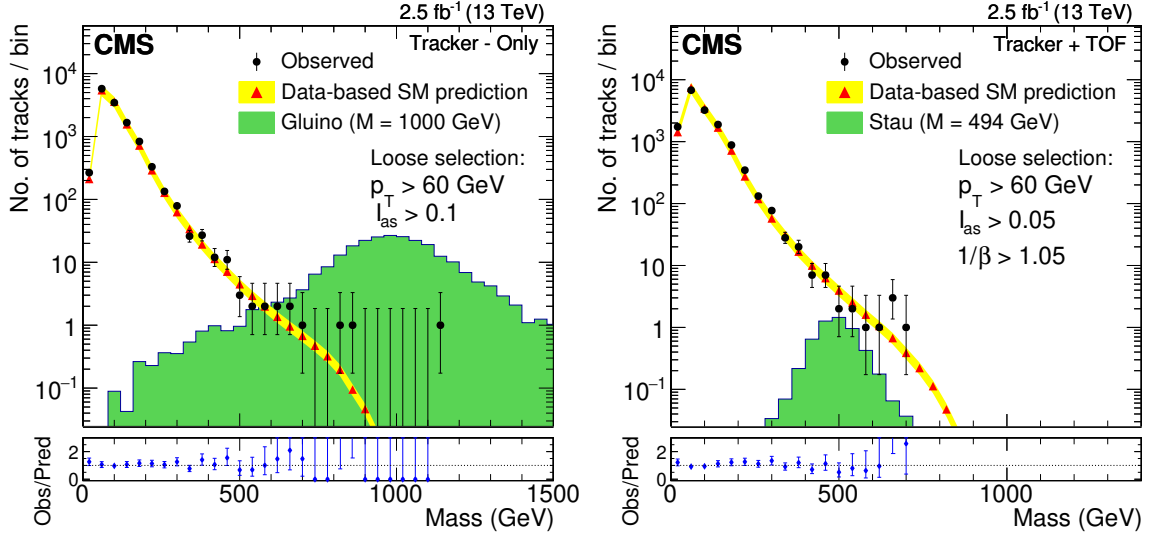 2.5 fb⁻¹ (13 TeV)
CMS
Tracker - Only
Observed
Data-based SM prediction
Gluino (M = 1000 GeV)
Loose selection:
p_T > 60 GeV
I_as > 0.1
No. of tracks / bin
10⁴
10³
10²
10
1
10⁻¹
Obs/Pred
2
0
0
500
1000
1500
Mass (GeV)
2.5 fb⁻¹ (13 TeV)
CMS
Tracker + TOF
Observed
Data-based SM prediction
Stau (M = 494 GeV)
Loose selection:
p_T > 60 GeV
I_as > 0.05
1/β > 1.05
No. of tracks / bin
10⁴
10³
10²
10
1
10⁻¹
Obs/Pred
2
0
0
500
1000
Mass (GeV)